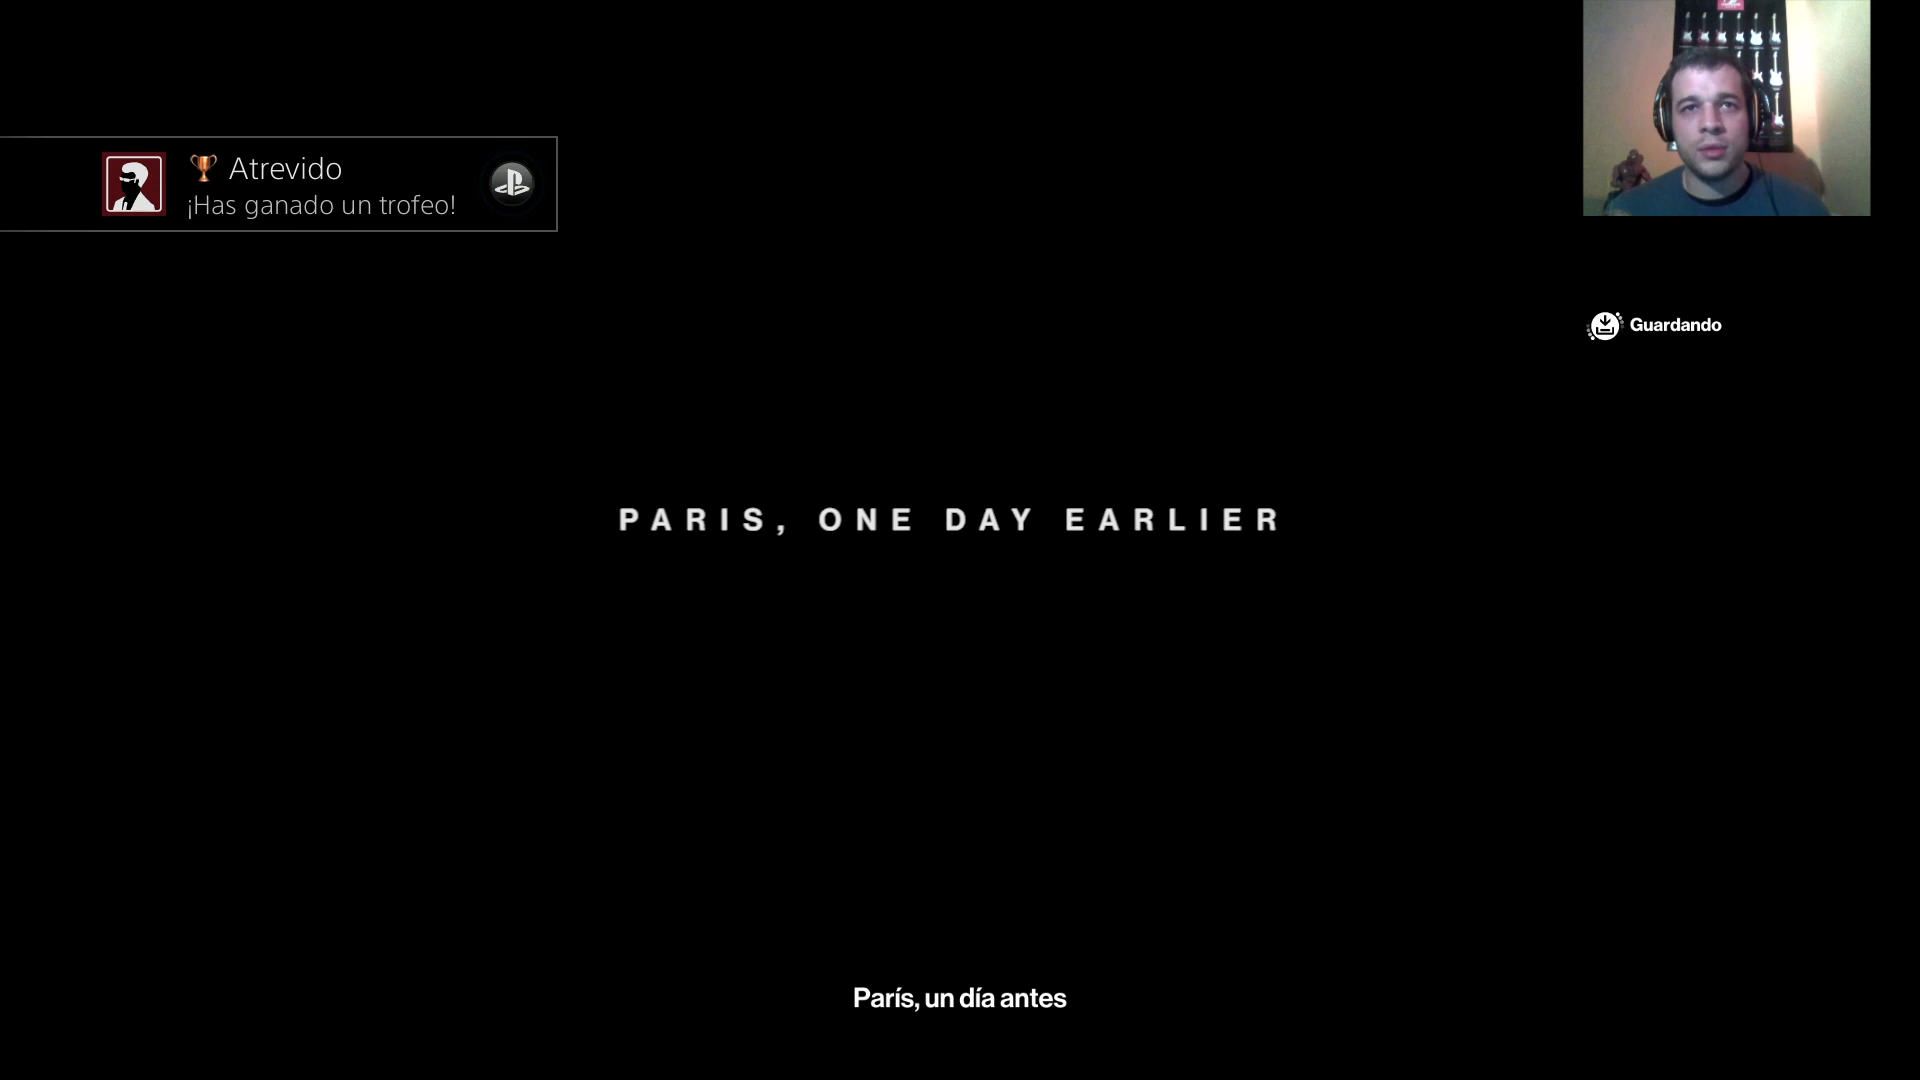 Atrevido
¡Has ganado un trofeo!
Guardando
PARIS, ONE DAY EARLIER
París, un día antes